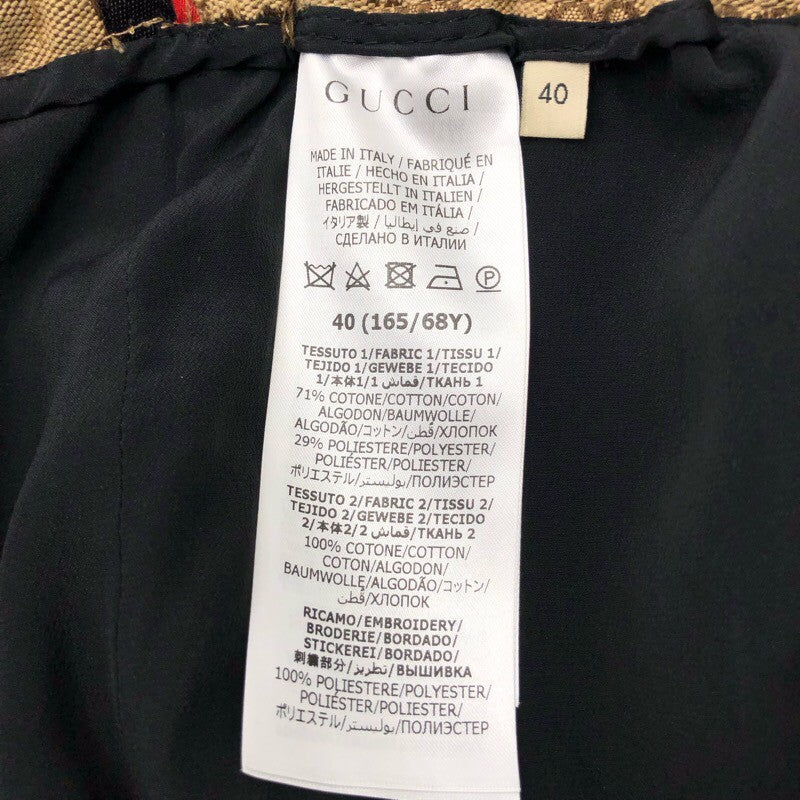 GUCCI
40
MADE IN ITALY / FABRIQUÉ EN
ITALIE / HECHO EN ITALIA /
HERGESTELLT IN ITALIEN /
FABRICADO EM ITÁLIA /
イタリア製 / صنع في إيطاليا /
СДЕЛАНО В ИТАЛИИ
P
40 (165/68Y)
TESSUTO 1/FABRIC 1/TISSU 1/
TEJIDO 1/GEWEBE 1/TECIDO
1/本体1/قماش 1/ТКАНЬ 1
71% COTONE/COTTON/COTON/
ALGODON/BAUMWOLLE/
ALGODÃO/コットン/قُطن/ХЛОПОК
29% POLIESTERE/POLYESTER/
POLIÉSTER/POLIESTER/
ポリエステル/بوليستر/ПОЛИЭСТЕР
TESSUTO 2/FABRIC 2/TISSU 2/
TEJIDO 2/GEWEBE 2/TECIDO
2/本体2/قماش 2/ТКАНЬ 2
100% COTONE/COTTON/
COTON/ALGODON/
BAUMWOLLE/ALGODÃO/コットン/
قُطن/ХЛОПОК
RICAMO/EMBROIDERY/
BRODERIE/BORDADO/
STICKEREI/BORDADO/
刺繍部分/تطريز/ВЫШИВКА
100% POLIESTERE/POLYESTER/
POLIÉSTER/POLIESTER/
ポリエステル/بوليستر/ПОЛИЭСТЕР